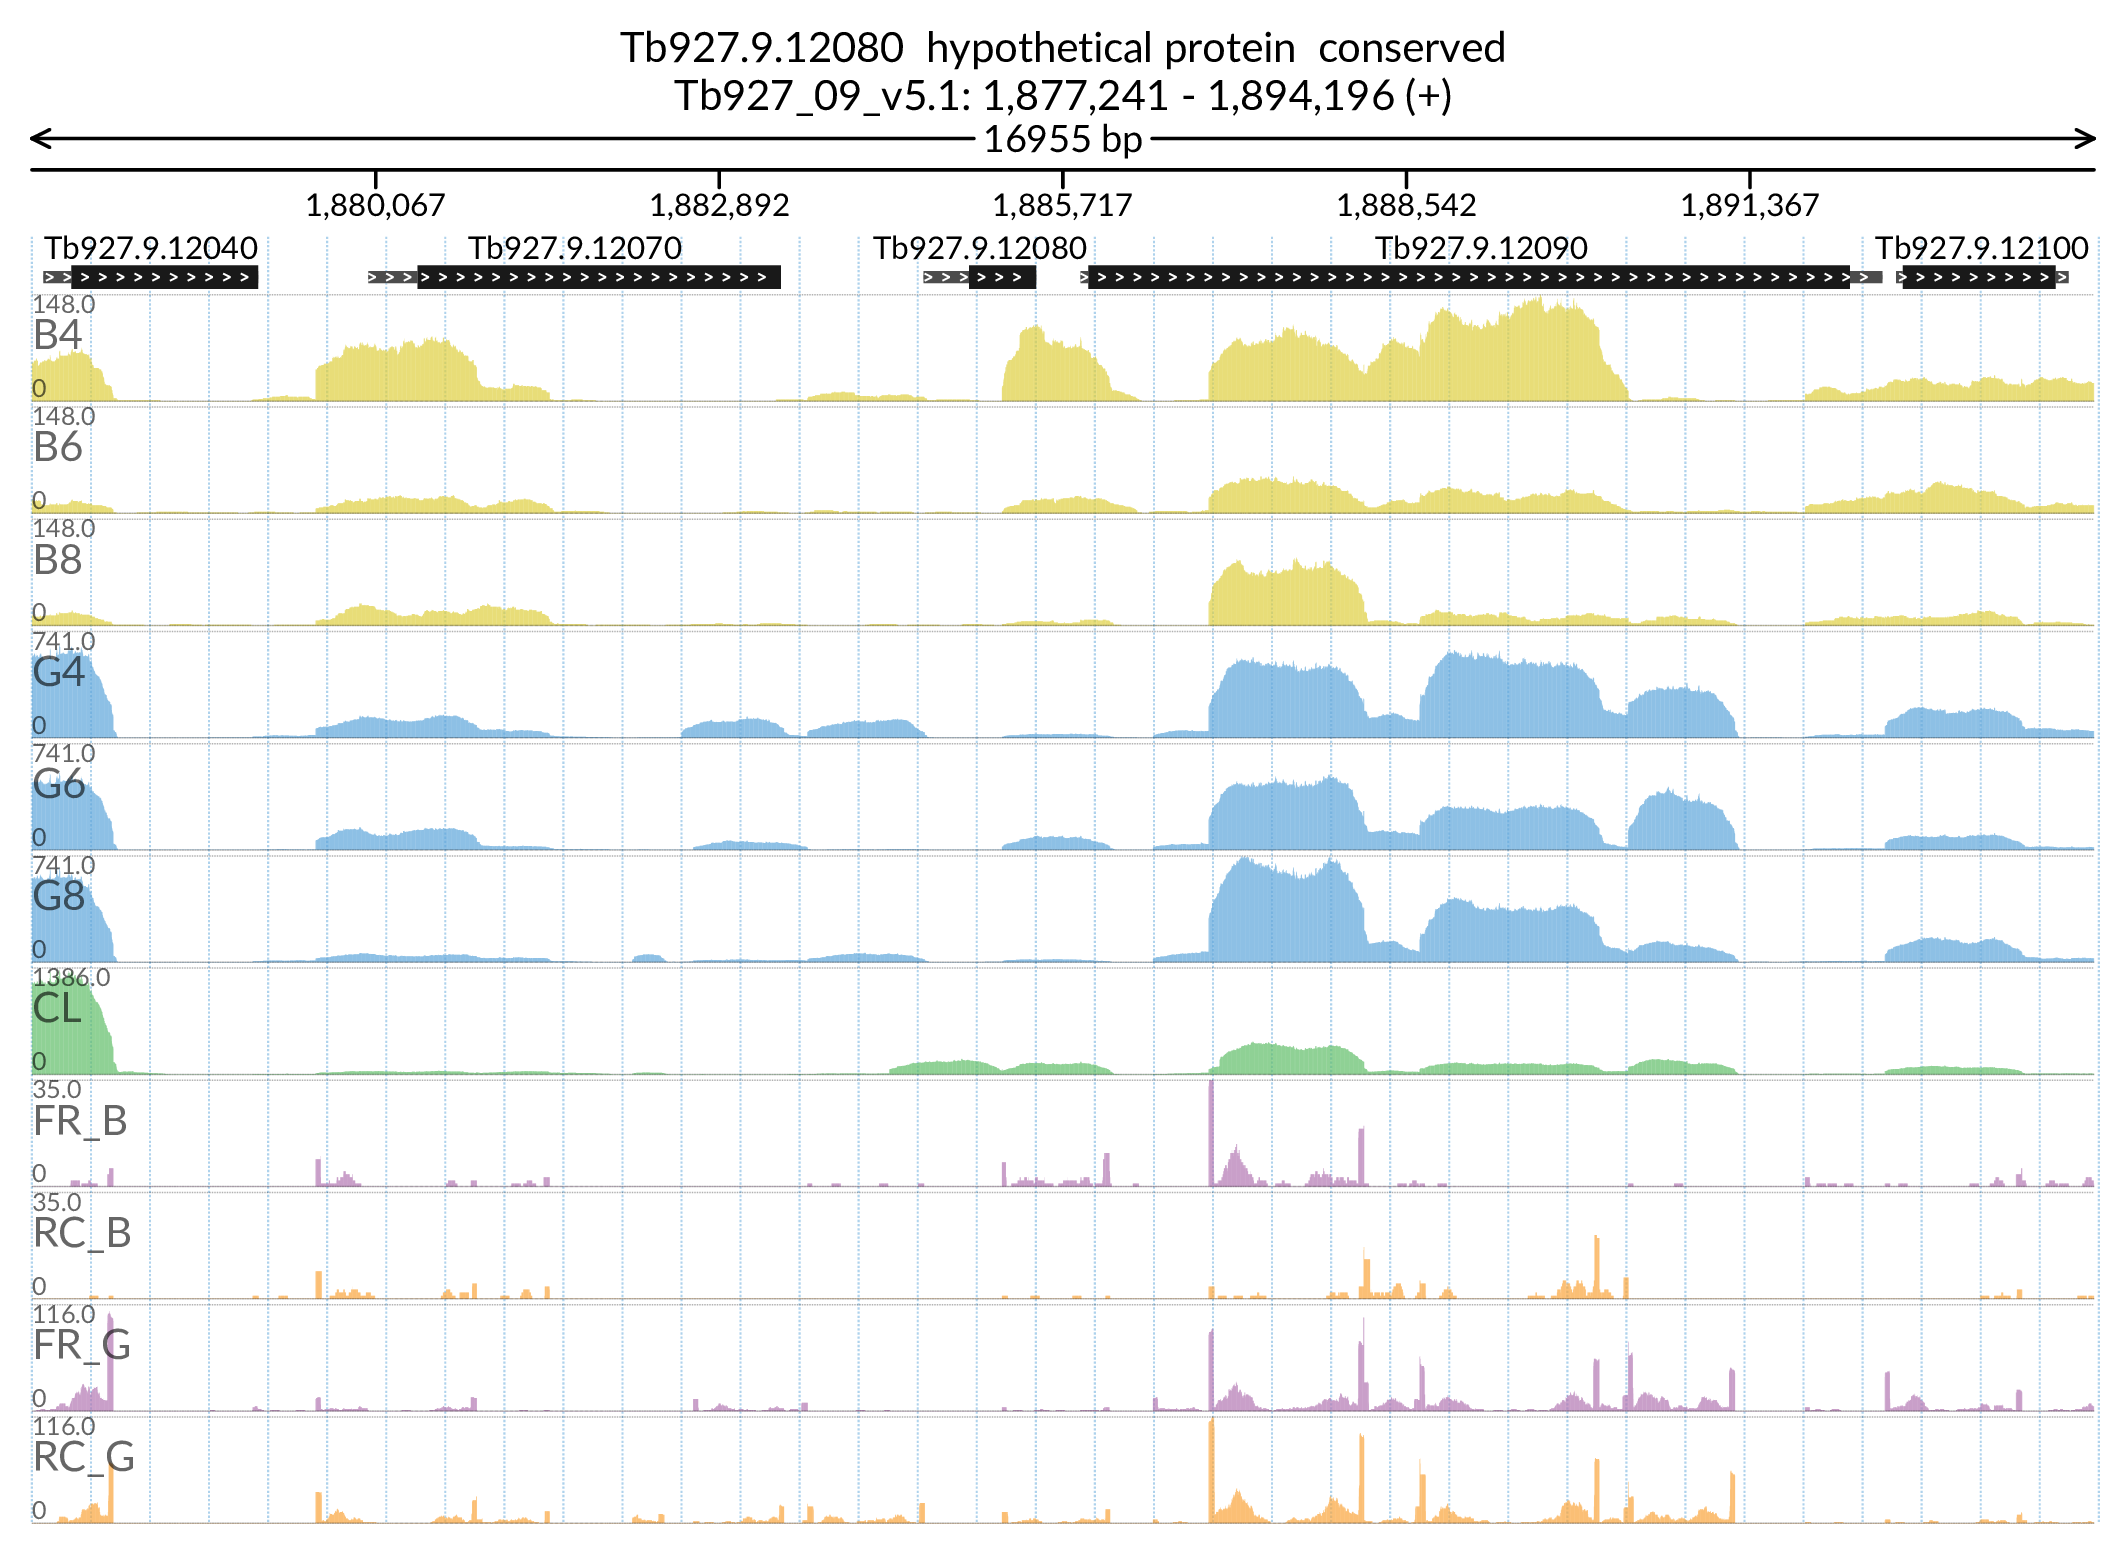 Tb927.9.12080  hypothetical protein  conserved
Tb927_09_v5.1: 1,877,241 - 1,894,196 (+)
16955 bp
1,880,067 1,882,892 1,885,717 1,888,542 1,891,367
Tb927.9.12040 Tb927.9.12070 Tb927.9.12080 Tb927.9.12090 Tb927.9.12100
148.0
B4
0
148.0
B6
0
148.0
B8
0
741.0
G4
0
741.0
G6
0
741.0
G8
0
1386.0
CL
0
35.0
FR_B
0
35.0
RC_B
0
116.0
FR_G
0
116.0
RC_G
0